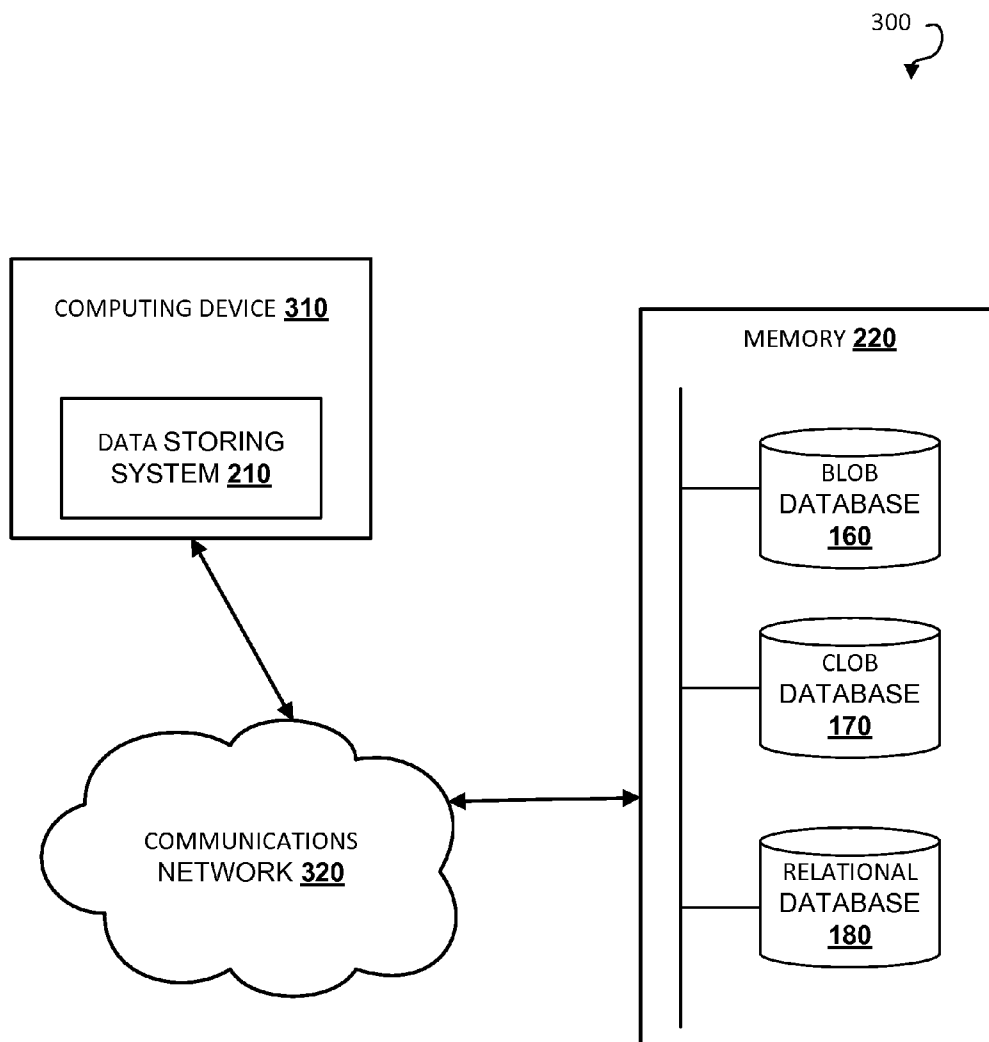 300
COMPUTING DEVICE 310
DATA STORING
SYSTEM 210
MEMORY 220
BLOB
DATABASE
160
CLOB
DATABASE
170
RELATIONAL
DATABASE
180
COMMUNICATIONS
NETWORK 320